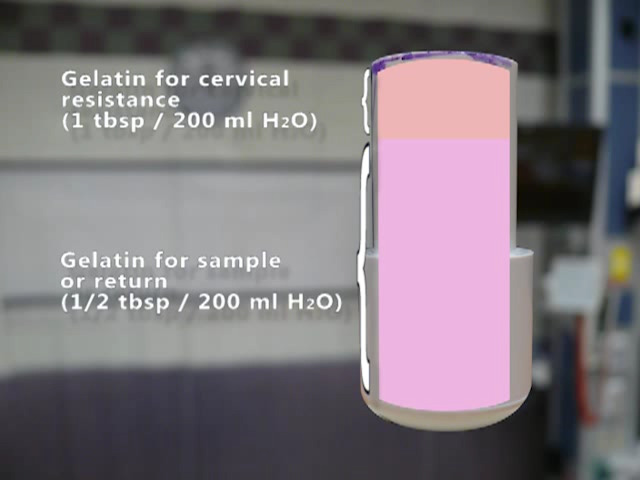 Gelatin for cervical
resistance
(1 tbsp / 200 ml H2O)
Gelatin for sample
or return
(1/2 tbsp / 200 ml H2O)